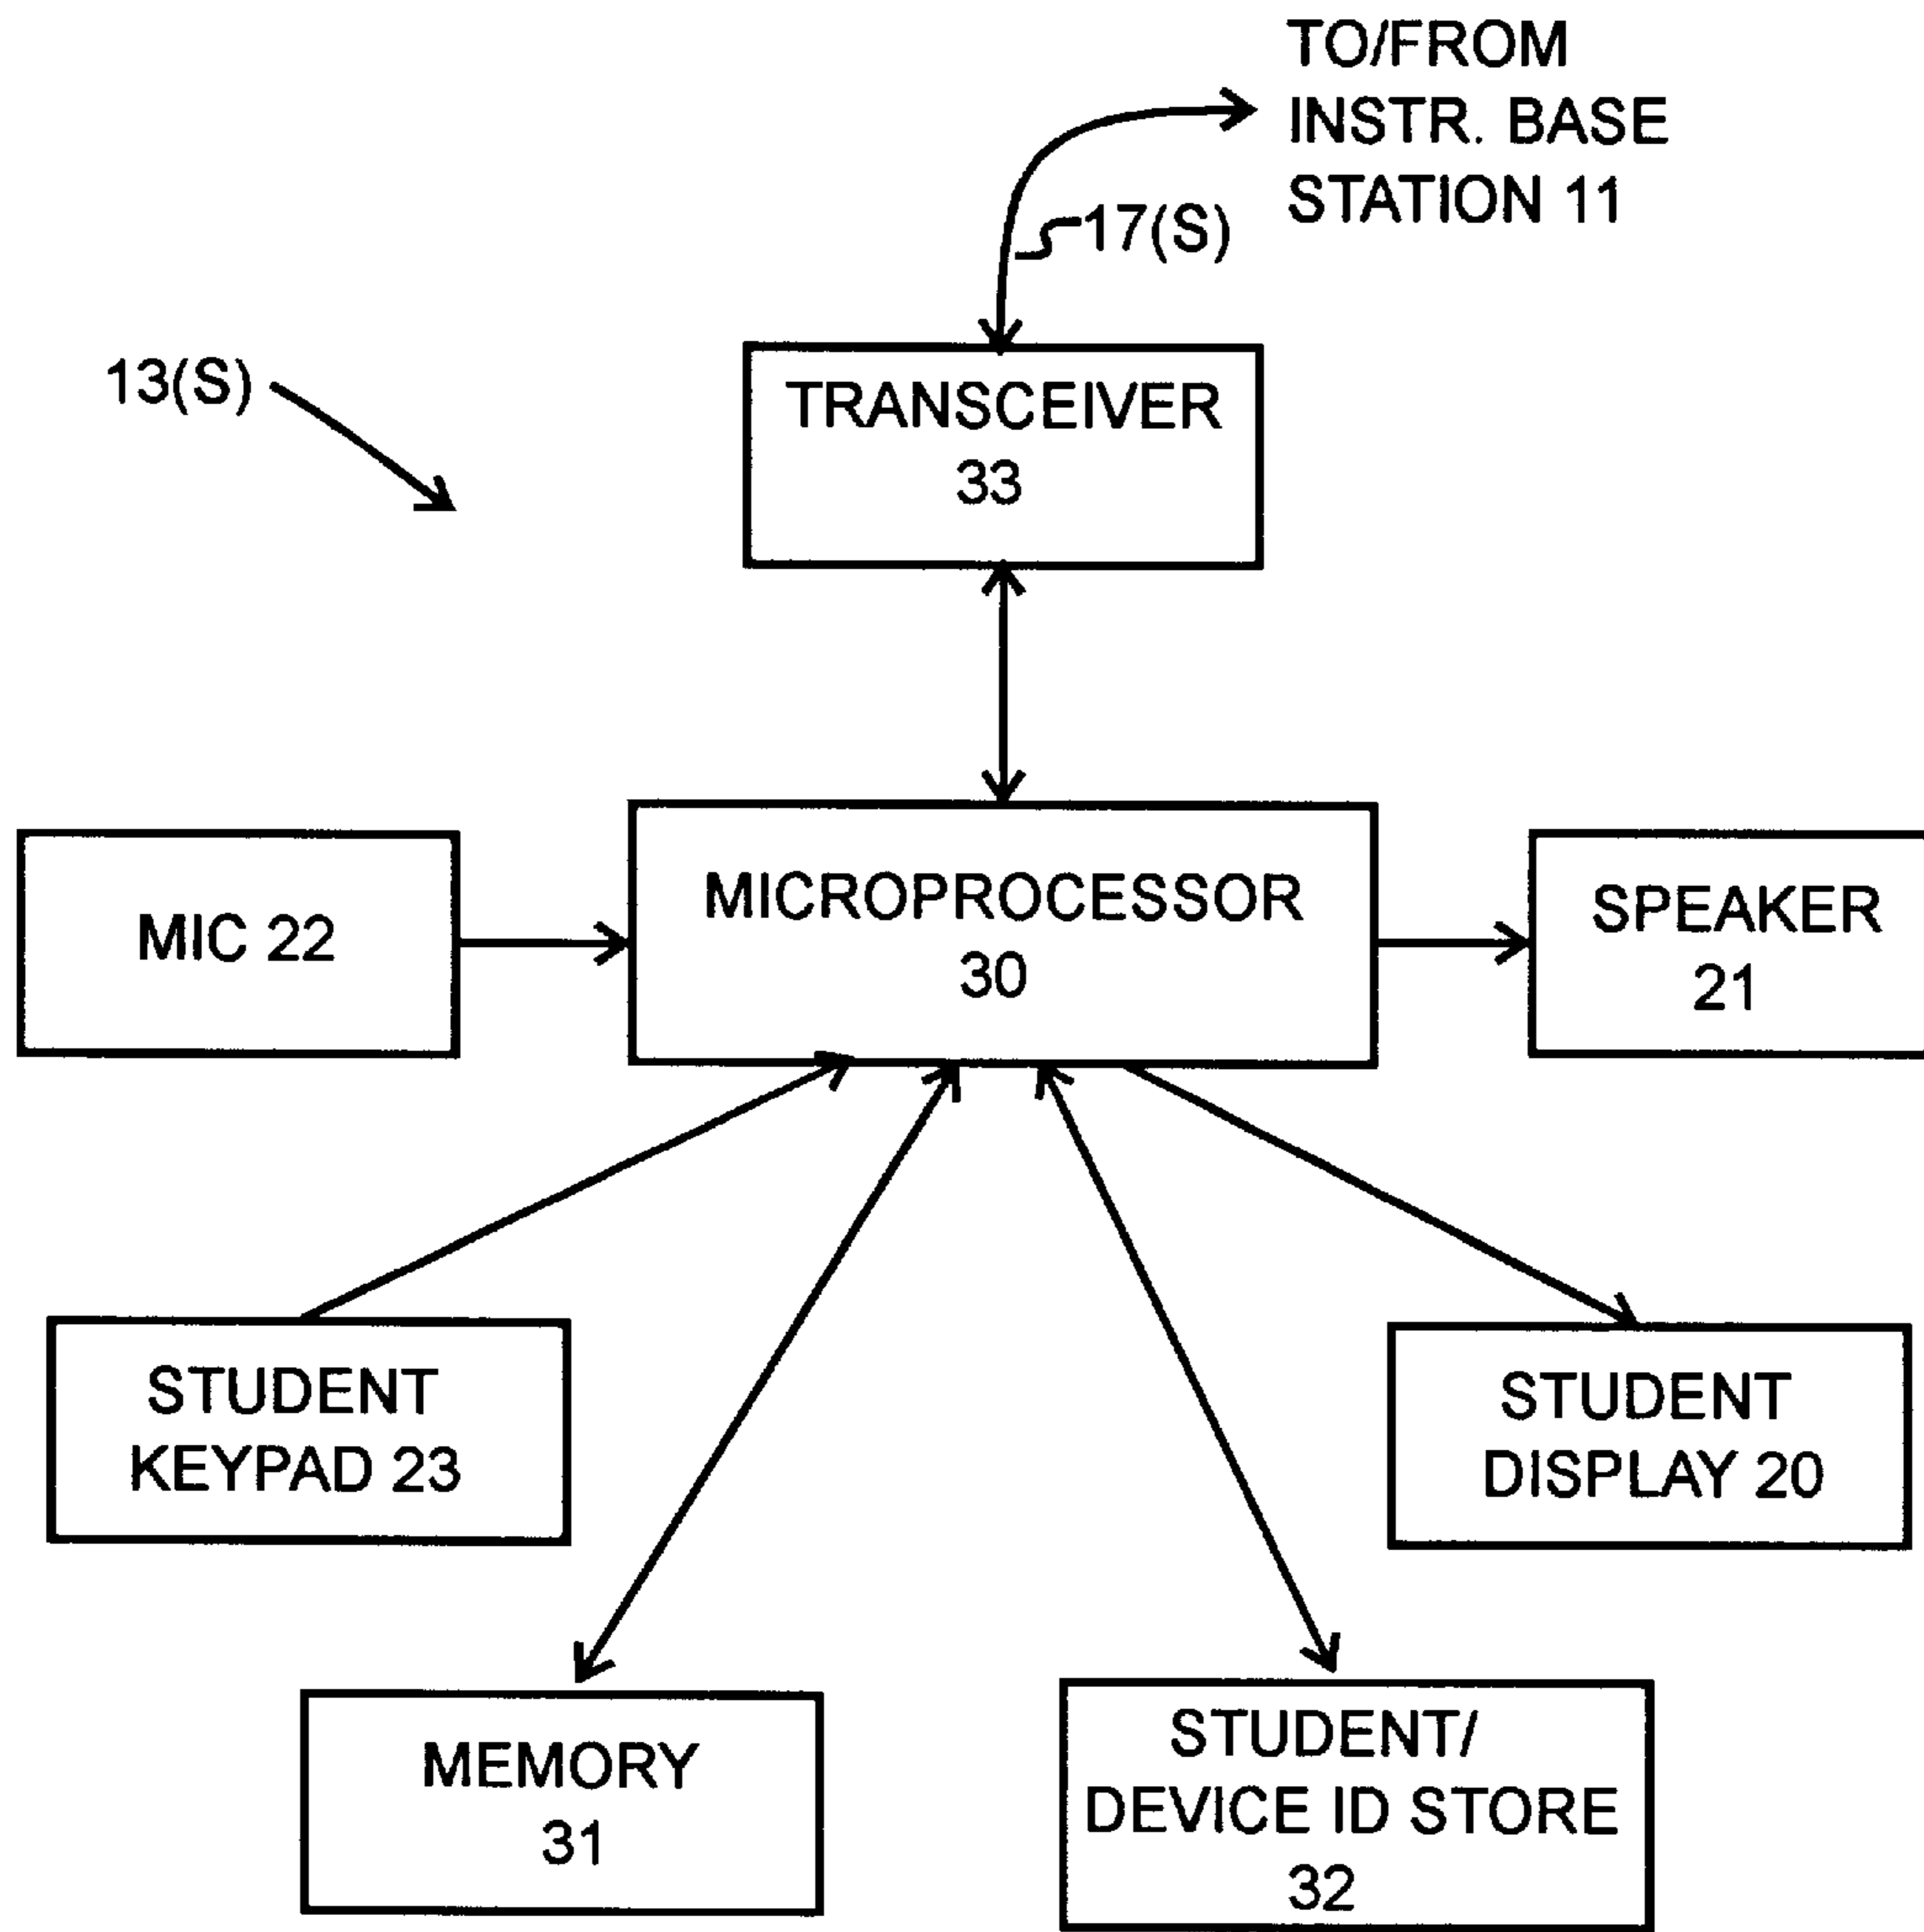 TO/FROM
INSTR. BASE
STATION 11
17(S)
13(S)
TRANSCEIVER
33
MIC 22
MICROPROCESSOR
30
SPEAKER
21
STUDENT
KEYPAD 23
STUDENT
DISPLAY 20
MEMORY
31
STUDENT/
DEVICE ID STORE
32